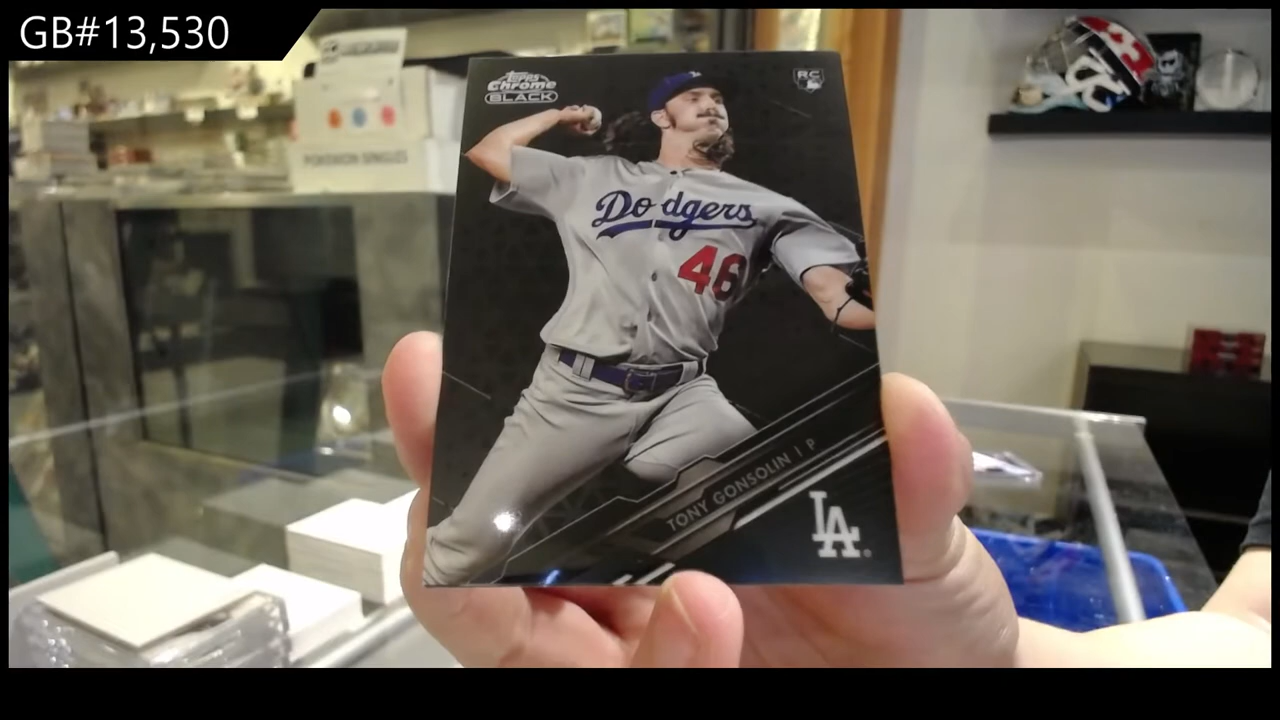 GB#13,530
Topps
Chrome
BLACK
RC
POKEMON SINGLES
Dodgers
46
TONY GONSOLIN | P
LA